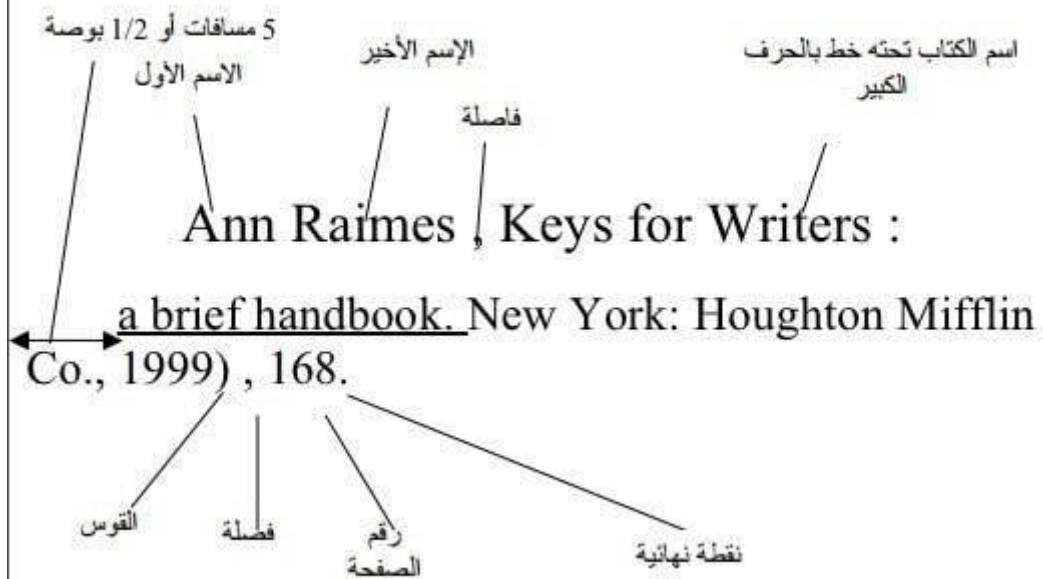 5 مسافات أو 1/2 بوصة
الاسم الأول
الإسم الأخير
فاصلة
اسم الكتاب تحته خط بالحرف
الكبير
Ann Raimes , Keys for Writers :
a brief handbook. New York: Houghton Mifflin
Co., 1999) , 168.
القوس
فصلة
رقم
الصفحة
نقطة نهائية